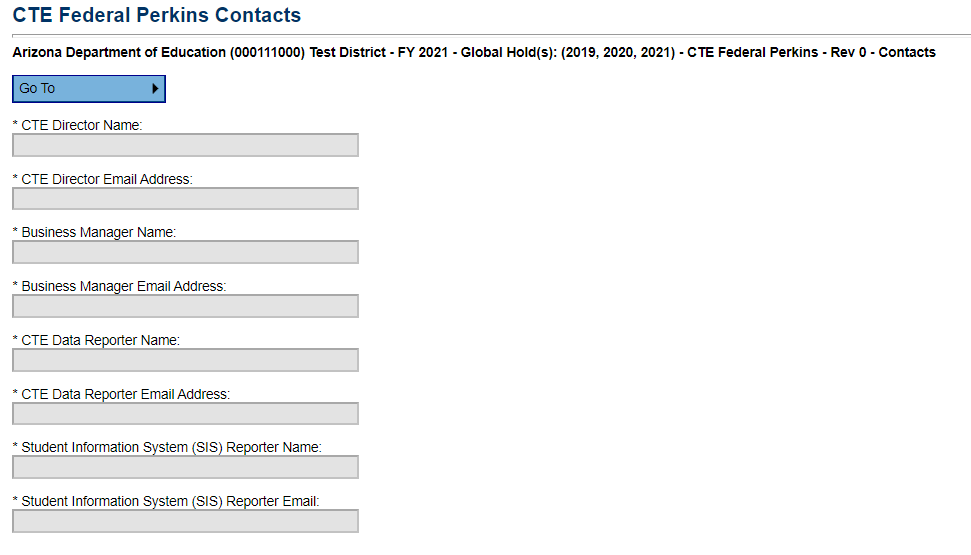 CTE Federal Perkins Contacts
Arizona Department of Education (000111000) Test District - FY 2021 - Global Hold(s): (2019, 2020, 2021) - CTE Federal Perkins - Rev 0 - Contacts
Go To
* CTE Director Name:
* CTE Director Email Address:
* Business Manager Name:
* Business Manager Email Address:
* CTE Data Reporter Name:
* CTE Data Reporter Email Address:
* Student Information System (SIS) Reporter Name:
* Student Information System (SIS) Reporter Email: